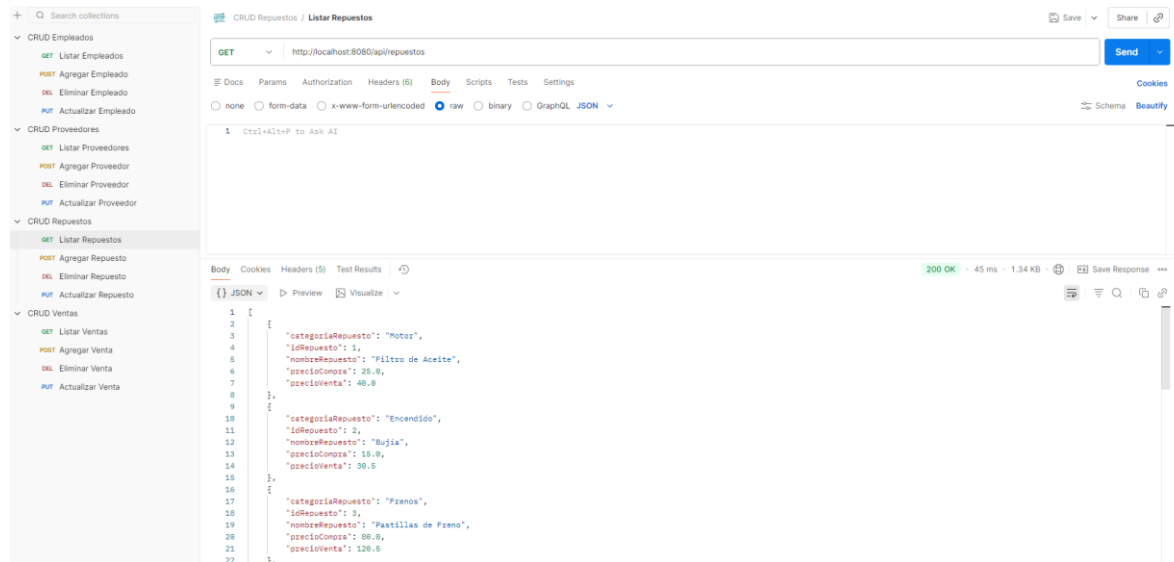 Search collections
CRUD Empleados
GET Listar Empleados
POST Agregar Empleado
DEL Eliminar Empleado
PUT Actualizar Empleado
CRUD Proveedores
GET Listar Proveedores
POST Agregar Proveedor
DEL Eliminar Proveedor
PUT Actualizar Proveedor
CRUD Repuestos
GET Listar Repuestos
POST Agregar Repuesto
DEL Eliminar Repuesto
PUT Actualizar Repuesto
CRUD Ventas
GET Listar Ventas
POST Agregar Venta
DEL Eliminar Venta
PUT Actualizar Venta
CRUD Repuestos / Listar Repuestos
Save Share
GET http://localhost:8080/api/repuestos Send
Docs Params Authorization Headers (6) Body Scripts Tests Settings Cookies
none form-data x-www-form-urlencoded raw binary GraphQL JSON Schema Beautify
1 Ctrl+Alt+P to Ask AI
Body Cookies Headers (5) Test Results 200 OK 45 ms 1.34 KB Save Response
{} JSON Preview Visualize
1 [
2 {
3 "categoriaRepuesto": "Motor",
4 "idRepuesto": 1,
5 "nombreRepuesto": "Filtro de Aceite",
6 "precioCompra": 25.0,
7 "precioVenta": 40.0
8 },
9 {
10 "categoriaRepuesto": "Encendido",
11 "idRepuesto": 2,
12 "nombreRepuesto": "Bujía",
13 "precioCompra": 15.0,
14 "precioVenta": 30.5
15 },
16 {
17 "categoriaRepuesto": "Frenos",
18 "idRepuesto": 3,
19 "nombreRepuesto": "Pastillas de Freno",
20 "precioCompra": 80.0,
21 "precioVenta": 120.5
22 },